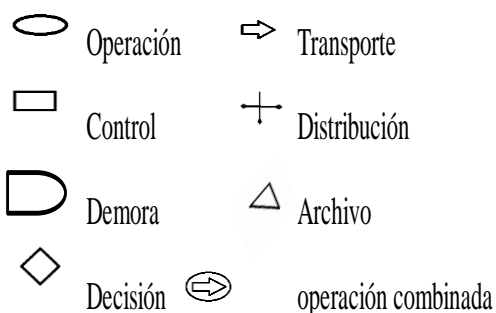 Operación Transporte
Control Distribución
Demora Archivo
Decisión operación combinada